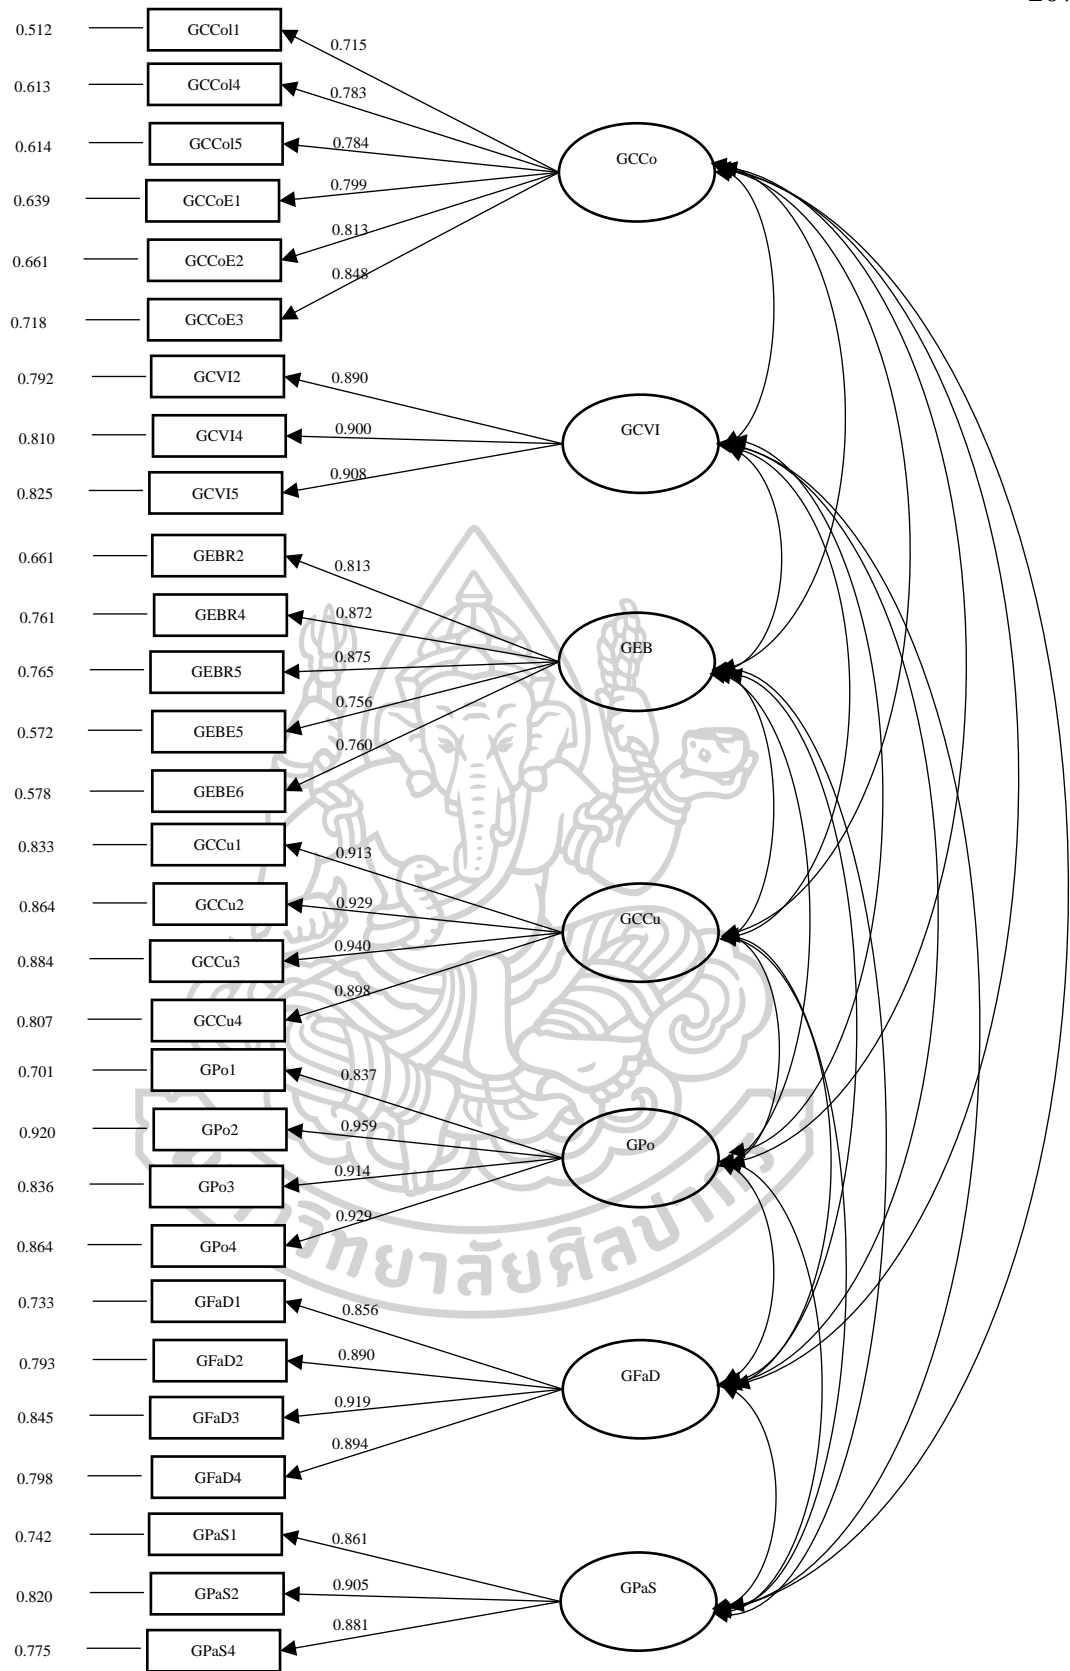 0.512 GCCol1 0.715
0.613 GCCol4 0.783
0.614 GCCol5 0.784
GCCo
0.639 GCCoE1 0.799
0.661 GCCoE2 0.813
0.718 GCCoE3 0.848
0.792 GCVI2 0.890
0.810 GCVI4 0.900
GCVI
0.825 GCVI5 0.908
0.661 GEBR2 0.813
0.761 GEBR4 0.872
0.765 GEBR5 0.875
GEB
0.572 GEBE5 0.756
0.578 GEBE6 0.760
0.833 GCCu1 0.913
0.864 GCCu2 0.929
GCCu
0.884 GCCu3 0.940
0.807 GCCu4 0.898
0.701 GPo1 0.837
0.920 GPo2 0.959
GPo
0.836 GPo3 0.914
0.864 GPo4 0.929
0.733 GFaD1 0.856
0.793 GFaD2 0.890
GFaD
0.845 GFaD3 0.919
0.798 GFaD4 0.894
0.742 GPaS1 0.861
0.820 GPaS2 0.905
GPaS
0.775 GPaS4 0.881